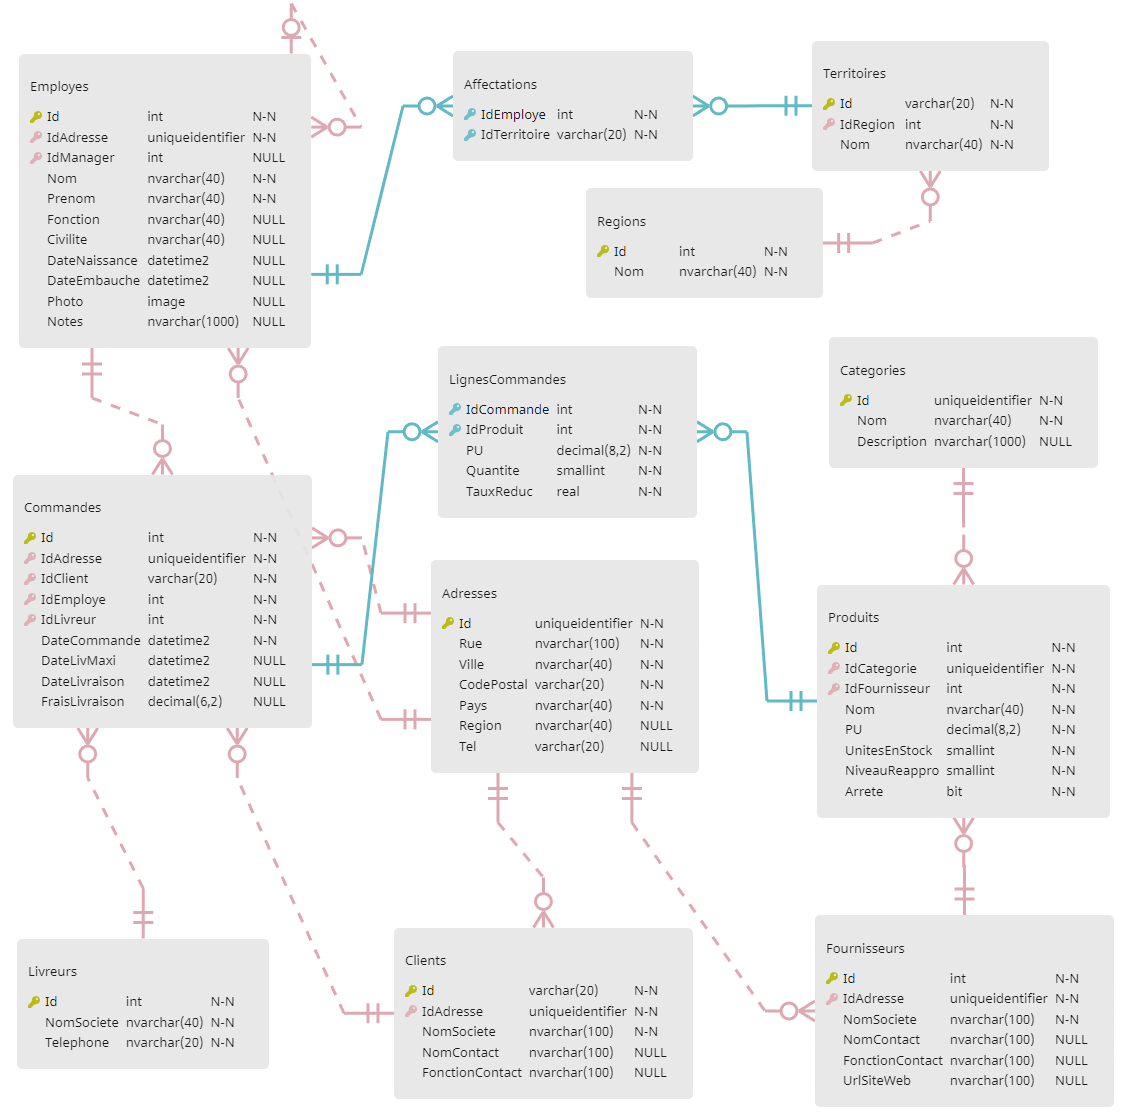 Employes
Id int N-N
IdAdresse uniqueidentifier N-N
IdManager int NULL
Nom nvarchar(40) N-N
Prenom nvarchar(40) N-N
Fonction nvarchar(40) NULL
Civilite nvarchar(40) NULL
DateNaissance datetime2 NULL
DateEmbauche datetime2 NULL
Photo image NULL
Notes nvarchar(1000) NULL
Affectations
IdEmploye int N-N
IdTerritoire varchar(20) N-N
Territoires
Id varchar(20) N-N
IdRegion int N-N
Nom nvarchar(40) N-N
Regions
Id int N-N
Nom nvarchar(40) N-N
LignesCommandes
IdCommande int N-N
IdProduit int N-N
PU decimal(8,2) N-N
Quantite smallint N-N
TauxReduc real N-N
Categories
Id uniqueidentifier N-N
Nom nvarchar(40) N-N
Description nvarchar(1000) NULL
Commandes
Id int N-N
IdAdresse uniqueidentifier N-N
IdClient varchar(20) N-N
IdEmploye int N-N
IdLivreur int N-N
DateCommande datetime2 N-N
DateLivMaxi datetime2 NULL
DateLivraison datetime2 NULL
FraisLivraison decimal(6,2) NULL
Adresses
Id uniqueidentifier N-N
Rue nvarchar(100) N-N
Ville nvarchar(40) N-N
CodePostal varchar(20) N-N
Pays nvarchar(40) N-N
Region nvarchar(40) NULL
Tel varchar(20) NULL
Produits
Id int N-N
IdCategorie uniqueidentifier N-N
IdFournisseur int N-N
Nom nvarchar(40) N-N
PU decimal(8,2) N-N
UnitesEnStock smallint N-N
NiveauReappro smallint N-N
Arrete bit N-N
Livreurs
Id int N-N
NomSociete nvarchar(40) N-N
Telephone nvarchar(20) N-N
Clients
Id varchar(20) N-N
IdAdresse uniqueidentifier N-N
NomSociete nvarchar(100) N-N
NomContact nvarchar(100) NULL
FonctionContact nvarchar(100) NULL
Fournisseurs
Id int N-N
IdAdresse uniqueidentifier N-N
NomSociete nvarchar(100) N-N
NomContact nvarchar(100) NULL
FonctionContact nvarchar(100) NULL
UrlSiteWeb nvarchar(100) NULL